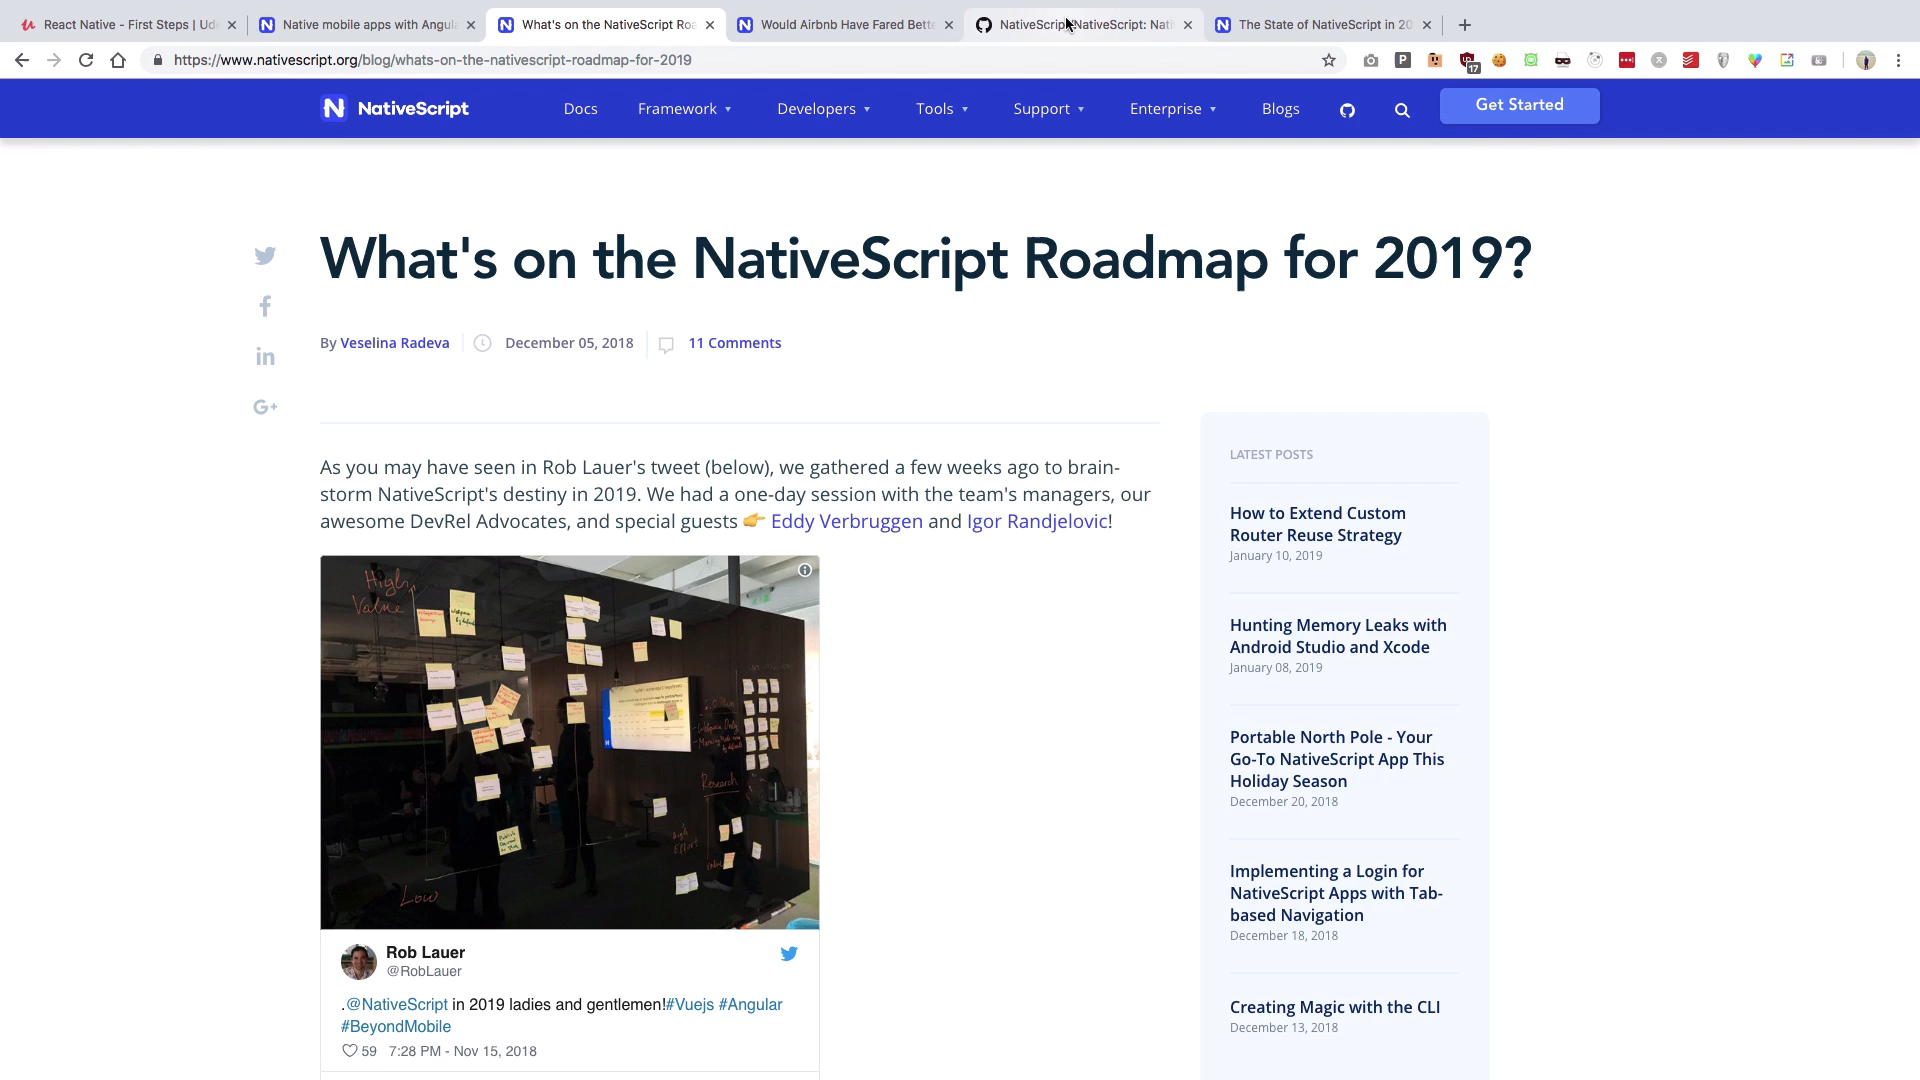 React Native - First Steps | Ude
Native mobile apps with Angula
What's on the NativeScript Roa
Would Airbnb Have Fared Bette
NativeScript/NativeScript: Nati
The State of NativeScript in 20
https://www.nativescript.org/blog/whats-on-the-nativescript-roadmap-for-2019
17
NativeScript
Docs
Framework
Developers
Tools
Support
Enterprise
Blogs
Get Started
What's on the NativeScript Roadmap for 2019?
By Veselina Radeva
December 05, 2018
11 Comments
As you may have seen in Rob Lauer's tweet (below), we gathered a few weeks ago to brain-
storm NativeScript's destiny in 2019. We had a one-day session with the team's managers, our
awesome DevRel Advocates, and special guests 👉 Eddy Verbruggen and Igor Randjelovic!
High
Value
Research
High
Effort
Low
Rob Lauer
@RobLauer
.@NativeScript in 2019 ladies and gentlemen!#Vuejs #Angular
#BeyondMobile
59 7:28 PM - Nov 15, 2018
LATEST POSTS
How to Extend Custom
Router Reuse Strategy
January 10, 2019
Hunting Memory Leaks with
Android Studio and Xcode
January 08, 2019
Portable North Pole - Your
Go-To NativeScript App This
Holiday Season
December 20, 2018
Implementing a Login for
NativeScript Apps with Tab-
based Navigation
December 18, 2018
Creating Magic with the CLI
December 13, 2018